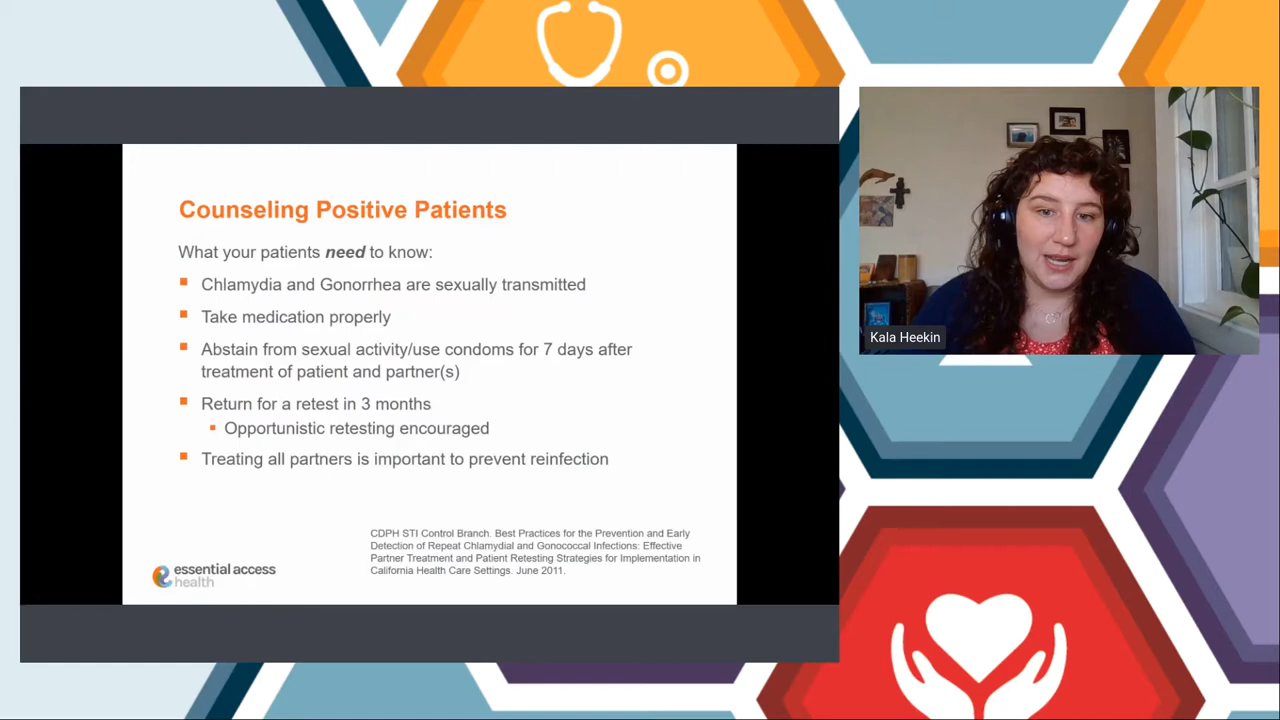 Counseling Positive Patients
What your patients need to know:
Chlamydia and Gonorrhea are sexually transmitted
Take medication properly
Abstain from sexual activity/use condoms for 7 days after
treatment of patient and partner(s)
Return for a retest in 3 months
Opportunistic retesting encouraged
Treating all partners is important to prevent reinfection
CDPH STI Control Branch. Best Practices for the Prevention and Early
Detection of Repeat Chlamydial and Gonococcal Infections: Effective
Partner Treatment and Patient Retesting Strategies for Implementation in
California Health Care Settings. June 2011.
essential access
health
Kala Heekin